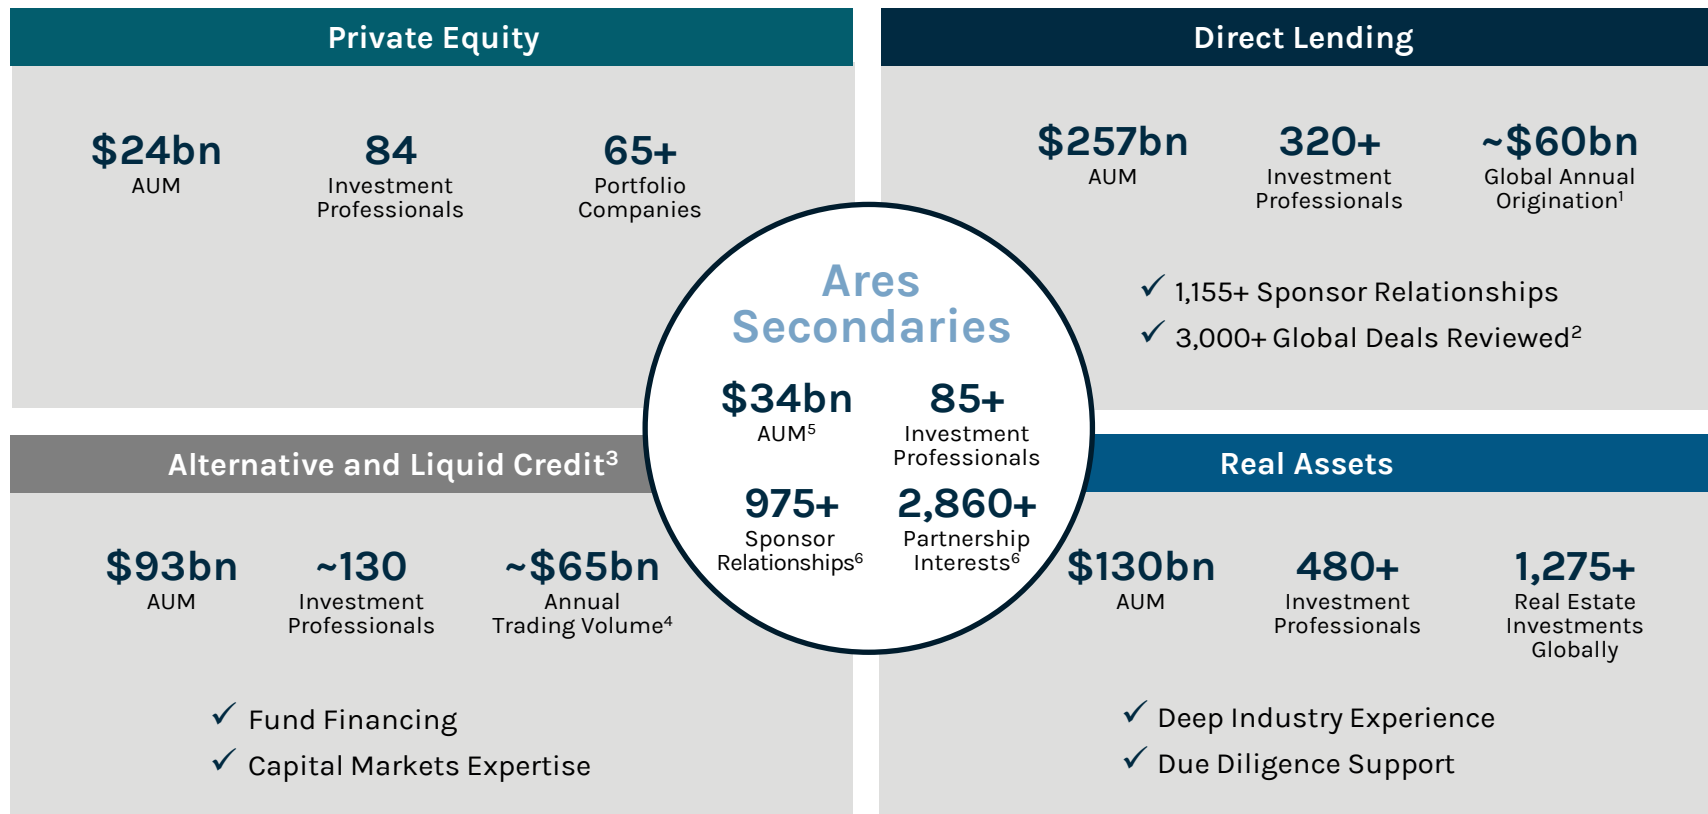 Private Equity
$24bn
AUM
84
Investment
Professionals
65+
Portfolio
Companies
Direct Lending
$257bn
AUM
320+
Investment
Professionals
~$60bn
Global Annual
Origination¹
✓ 1,155+ Sponsor Relationships
✓ 3,000+ Global Deals Reviewed²
Ares
Secondaries
$34bn
AUM⁵
85+
Investment
Professionals
975+
Sponsor
Relationships⁶
2,860+
Partnership
Interests⁶
Alternative and Liquid Credit³
$93bn
AUM
~130
Investment
Professionals
~$65bn
Annual
Trading Volume⁴
✓ Fund Financing
✓ Capital Markets Expertise
Real Assets
$130bn
AUM
480+
Investment
Professionals
1,275+
Real Estate
Investments
Globally
✓ Deep Industry Experience
✓ Due Diligence Support